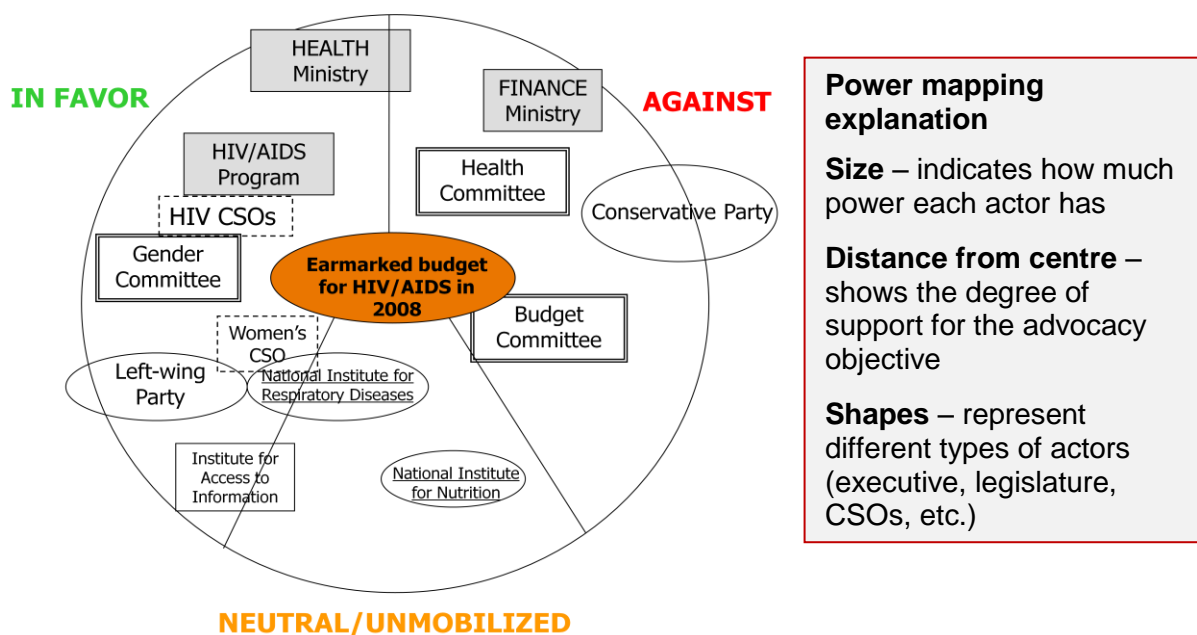 HEALTH
Ministry
IN FAVOR
FINANCE
Ministry
AGAINST
HIV/AIDS
Program
Health
Committee
HIV CSOs
Conservative Party
Gender
Committee
Earmarked budget
for HIV/AIDS in
2008
Budget
Committee
Women's
CSO
Left-wing
Party
National Institute for
Respiratory Diseases
Institute for
Access to
Information
National Institute
for Nutrition
NEUTRAL/UNMOBILIZED
Power mapping
explanation
Size – indicates how much
power each actor has
Distance from centre –
shows the degree of
support for the advocacy
objective
Shapes – represent
different types of actors
(executive, legislature,
CSOs, etc.)